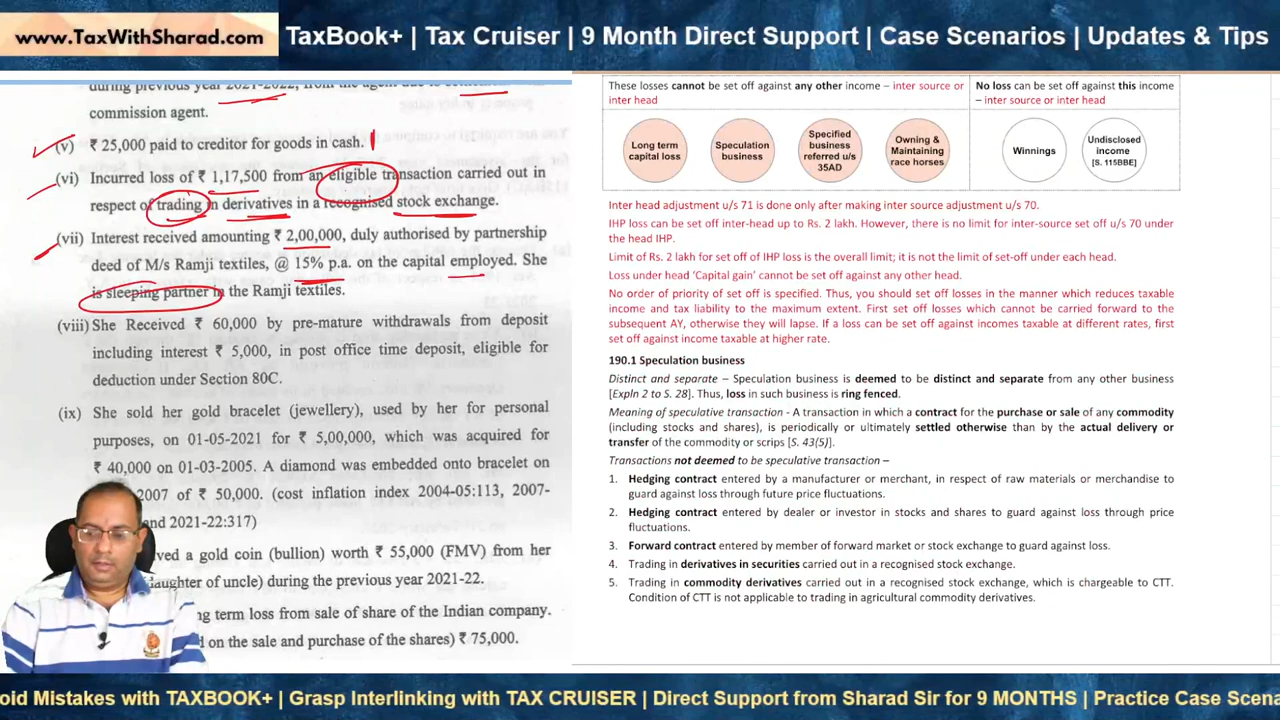 www.TaxWithSharad.com
TaxBook+ | Tax Cruiser | 9 Month Direct Support | Case Scenarios | Updates & Tips
during previous year 2021-2022, from the agent due to
commission agent.
(v) ₹ 25,000 paid to creditor for goods in cash.
(vi) Incurred loss of ₹ 1,17,500 from an eligible transaction carried out in
respect of trading in derivatives in a recognised stock exchange.
(vii) Interest received amounting ₹ 2,00,000, duly authorised by partnership
deed of M/s Ramji textiles, @ 15% p.a. on the capital employed. She
is sleeping partner in the Ramji textiles.
(viii) She Received ₹ 60,000 by pre-mature withdrawals from deposit
including interest ₹ 5,000, in post office time deposit, eligible for
deduction under Section 80C.
(ix) She sold her gold bracelet (jewellery), used by her for personal
purposes, on 01-05-2021 for ₹ 5,00,000, which was acquired for
₹ 40,000 on 01-03-2005. A diamond was embedded onto bracelet on
2007 of ₹ 50,000. (cost inflation index 2004-05:113, 2007-
and 2021-22:317)
ved a gold coin (bullion) worth ₹ 55,000 (FMV) from her
daughter of uncle) during the previous year 2021-22.
ng term loss from sale of share of the Indian company.
d on the sale and purchase of the shares) ₹ 75,000.
These losses cannot be set off against any other income – inter source or
inter head
No loss can be set off against this income
– inter source or inter head
Long term
capital loss
Speculation
business
Specified
business
referred u/s
35AD
Owning &
Maintaining
race horses
Winnings
Undisclosed
income
[S. 115BBE]
Inter head adjustment u/s 71 is done only after making inter source adjustment u/s 70.
IHP loss can be set off inter-head up to Rs. 2 lakh. However, there is no limit for inter-source set off u/s 70 under
the head IHP.
Limit of Rs. 2 lakh for set off of IHP loss is the overall limit; it is not the limit of set-off under each head.
Loss under head 'Capital gain' cannot be set off against any other head.
No order of priority of set off is specified. Thus, you should set off losses in the manner which reduces taxable
income and tax liability to the maximum extent. First set off losses which cannot be carried forward to the
subsequent AY, otherwise they will lapse. If a loss can be set off against incomes taxable at different rates, first
set off against income taxable at higher rate.
190.1 Speculation business
Distinct and separate – Speculation business is deemed to be distinct and separate from any other business
[Expln 2 to S. 28]. Thus, loss in such business is ring fenced.
Meaning of speculative transaction - A transaction in which a contract for the purchase or sale of any commodity
(including stocks and shares), is periodically or ultimately settled otherwise than by the actual delivery or
transfer of the commodity or scrips [S. 43(5)].
Transactions not deemed to be speculative transaction –
1. Hedging contract entered by a manufacturer or merchant, in respect of raw materials or merchandise to
guard against loss through future price fluctuations.
2. Hedging contract entered by dealer or investor in stocks and shares to guard against loss through price
fluctuations.
3. Forward contract entered by member of forward market or stock exchange to guard against loss.
4. Trading in derivatives in securities carried out in a recognised stock exchange.
5. Trading in commodity derivatives carried out in a recognised stock exchange, which is chargeable to CTT.
Condition of CTT is not applicable to trading in agricultural commodity derivatives.
oid Mistakes with TAXBOOK+ | Grasp Interlinking with TAX CRUISER | Direct Support from Sharad Sir for 9 MONTHS | Practice Case Scena